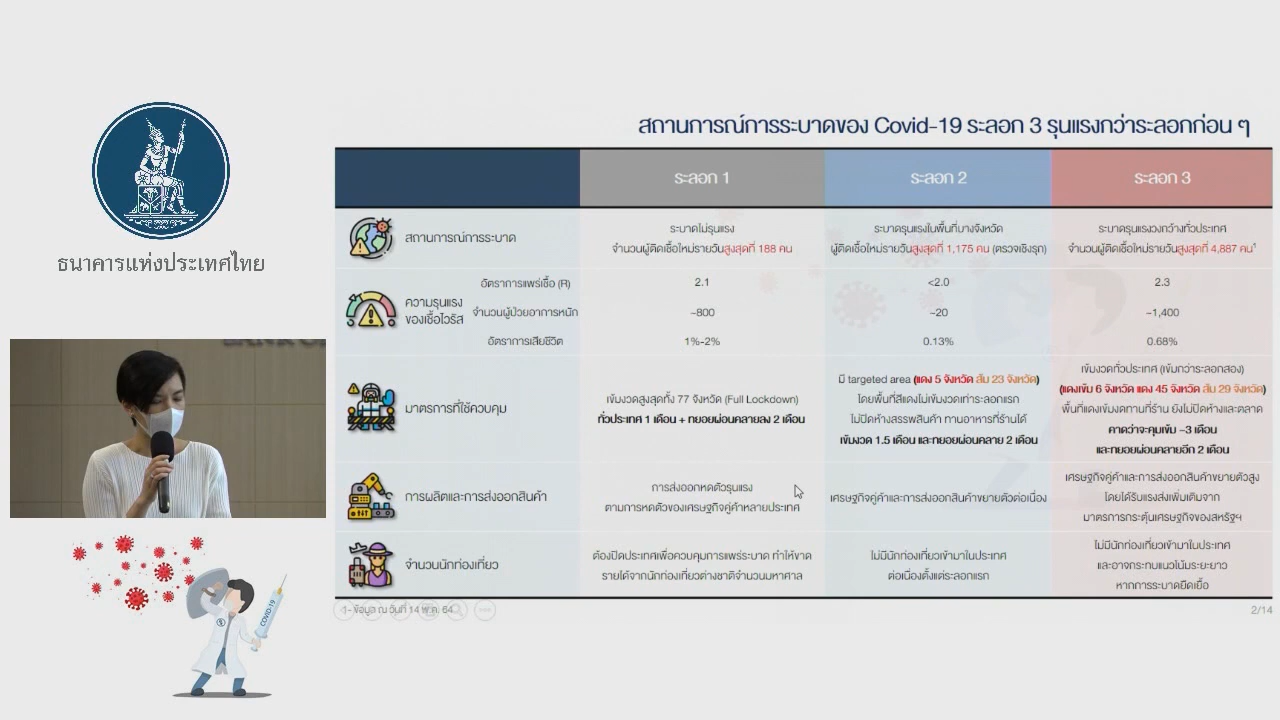 ธนาคารแห่งประเทศไทย
สถานการณ์การระบาดของ Covid-19 ระลอก 3 รุนแรงกว่าระลอกก่อน ๆ
ระลอก 1
ระลอก 2
ระลอก 3
สถานการณ์การระบาด
ระบาดไม่รุนแรง
จำนวนผู้ติดเชื้อใหม่รายวันสูงสุดที่ 188 คน
ระบาดรุนแรงในพื้นที่บางจังหวัด
ผู้ติดเชื้อใหม่รายวันสูงสุดที่ 1,175 คน (ตรวจเชิงรุก)
ระบาดรุนแรงวงกว้างทั่วประเทศ
จำนวนผู้ติดเชื้อใหม่รายวันสูงสุดที่ 4,887 คน¹
ความรุนแรง
ของเชื้อไวรัส
อัตราการแพร่เชื้อ (R)
2.1
<2.0
2.3
จำนวนผู้ป่วยอาการหนัก
~800
~20
~1,400
อัตราการเสียชีวิต
1%-2%
0.13%
0.68%
มาตรการที่ใช้ควบคุม
เข้มงวดสูงสุดทั้ง 77 จังหวัด (Full Lockdown)
ทั่วประเทศ 1 เดือน + ทยอยผ่อนคลายลง 2 เดือน
มี targeted area (แดง 5 จังหวัด ส้ม 23 จังหวัด)
โดยพื้นที่สีแดงไม่เข้มงวดเท่าระลอกแรก
ไม่ปิดห้างสรรพสินค้า ทานอาหารที่ร้านได้
เข้มงวด 1.5 เดือน และทยอยผ่อนคลาย 2 เดือน
เข้มงวดทั่วประเทศ (เข้มกว่าระลอกสอง)
(แดงเข้ม 6 จังหวัด แดง 45 จังหวัด ส้ม 29 จังหวัด)
พื้นที่แดงเข้มงดทานที่ร้าน ยังไม่ปิดห้างและตลาด
คาดว่าจะคุมเข้ม ~3 เดือน
และทยอยผ่อนคลายอีก 2 เดือน
การผลิตและการส่งออกสินค้า
การส่งออกหดตัวรุนแรง
ตามการหดตัวของเศรษฐกิจคู่ค้าหลายประเทศ
เศรษฐกิจคู่ค้าและการส่งออกสินค้าขยายตัวต่อเนื่อง
เศรษฐกิจคู่ค้าและการส่งออกสินค้าขยายตัวสูง
โดยได้รับแรงส่งเพิ่มเติมจาก
มาตรการกระตุ้นเศรษฐกิจของสหรัฐฯ
จำนวนนักท่องเที่ยว
ต้องปิดประเทศเพื่อควบคุมการแพร่ระบาด ทำให้ขาด
รายได้จากนักท่องเที่ยวต่างชาติจำนวนมหาศาล
ไม่มีนักท่องเที่ยวเข้ามาในประเทศ
ต่อเนื่องตั้งแต่ระลอกแรก
ไม่มีนักท่องเที่ยวเข้ามาในประเทศ
และอาจกระทบแนวโน้มระยะยาว
หากการระบาดยืดเยื้อ
1- ข้อมูล ณ วันที่ 14 พ.ค. 64
2/14
COVID-19